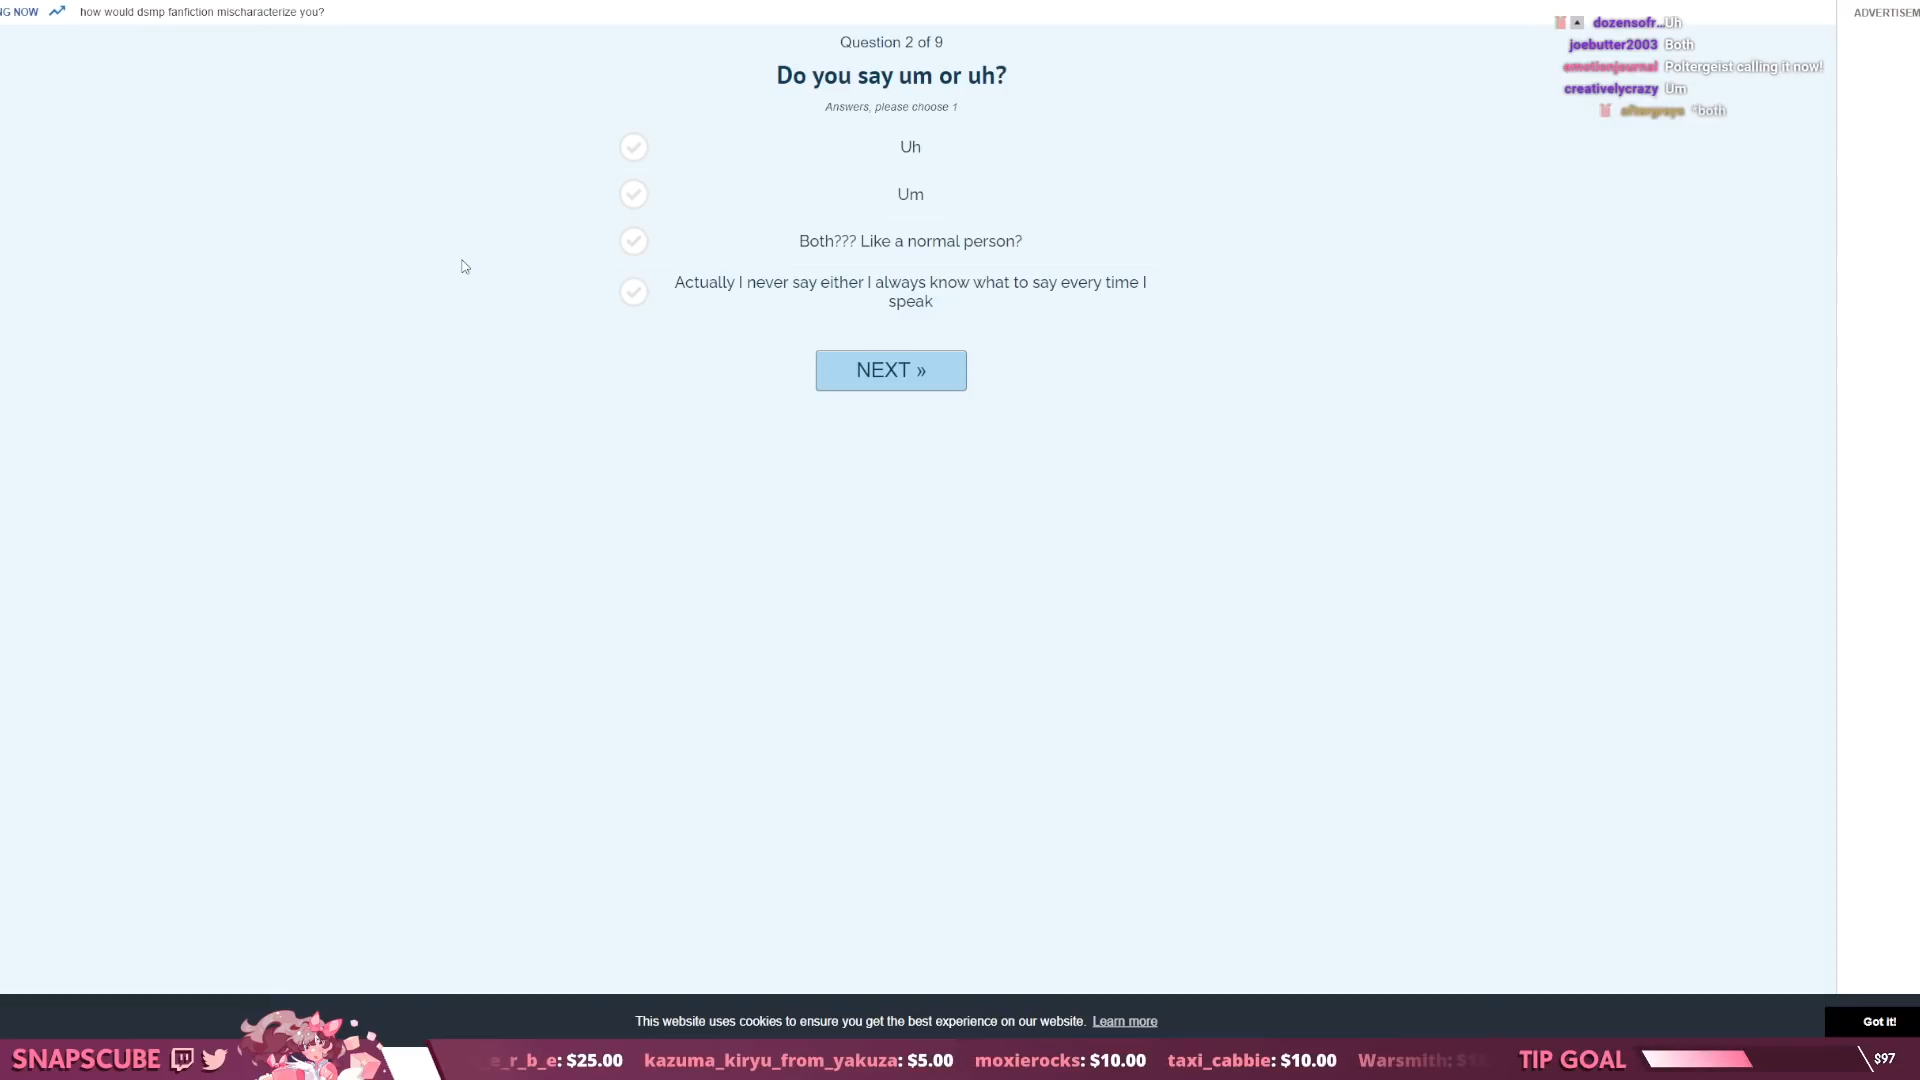 NG NOW how would dsmp fanfiction mischaracterize you?
ADVERTISEM
Question 2 of 9
Do you say um or uh?
Answers, please choose 1
Uh
Um
Both??? Like a normal person?
Actually I never say either I always know what to say every time I
speak
NEXT »
dozensofr...Uh
joebutter2003 Both
emotionjournal Poltergeist calling it now!
creativelycrazy Um
*both
This website uses cookies to ensure you get the best experience on our website. Learn more
Got it!
SNAPSCUBE
e_r_b_e: $25.00 kazuma_kiryu_from_yakuza: $5.00 moxierocks: $10.00 taxi_cabbie: $10.00 Warsmith:
TIP GOAL
$97